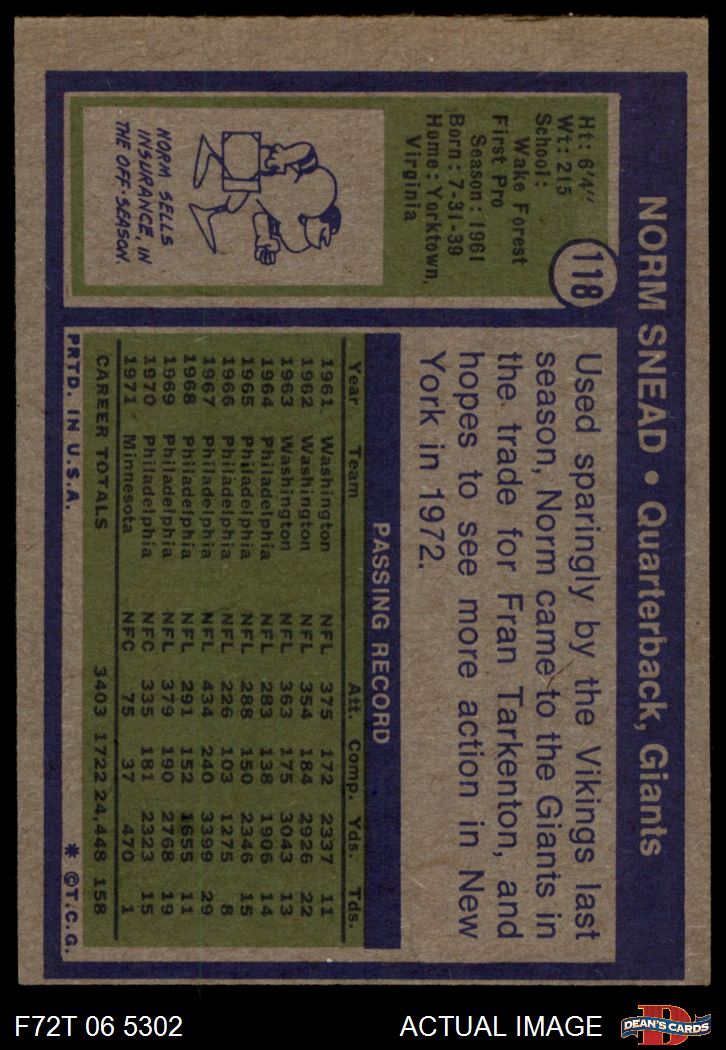 NORM SNEAD • Quarterback, Giants
118
Ht: 6'4"
Wt: 215
School:
Wake Forest
First Pro
Season: 1961
Born: 7-31-39
Home: Yorktown,
Virginia
NORM SELLS
INSURANCE, IN
THE OFF-SEASON.
Used sparingly by the Vikings last
season, Norm came to the Giants in
the trade for Fran Tarkenton, and
hopes to see more action in New
York in 1972.
PASSING RECORD
Year Team Att. Comp. Yds. Tds.
1961 Washington NFL 375 172 2337 11
1962 Washington NFL 354 184 2926 22
1963 Washington NFL 363 175 3043 13
1964 Philadelphia NFL 283 138 1906 14
1965 Philadelphia NFL 288 150 2346 15
1966 Philadelphia NFL 226 103 1275 8
1967 Philadelphia NFL 434 240 3399 29
1968 Philadelphia NFL 291 152 1655 11
1969 Philadelphia NFL 379 190 2768 19
1970 Philadelphia NFC 335 181 2323 15
1971 Minnesota NFC 75 37 470 1
CAREER TOTALS 3403 1722 24,448 158
PRTD. IN U.S.A. * ©T.C.G.
F72T 06 5302 ACTUAL IMAGE DEAN'S CARDS